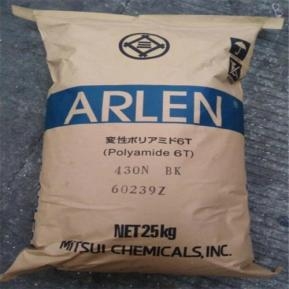 ARLEN
変性ポリアミド6T
(Polyamide 6T)
430N BK
60239Z
NET25kg
MITSUI CHEMICALS, INC.